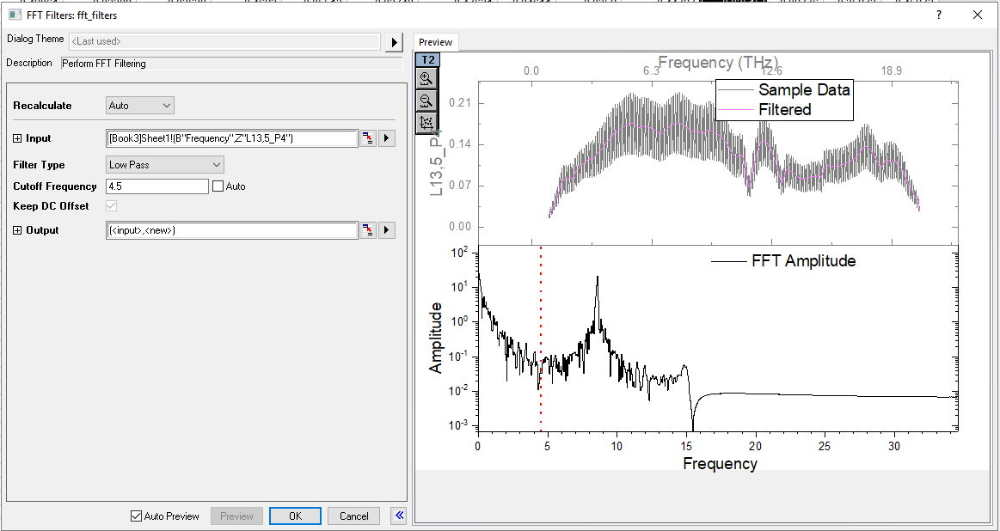 FFT Filters: fft_filters
?
Dialog Theme <Last used>
Description Perform FFT Filtering
Recalculate Auto
Input [Book3]Sheet1!(B"Frequency",Z"L13,5_P4")
Filter Type Low Pass
Cutoff Frequency 4.5 Auto
Keep DC Offset
Output (<input>,<new>)
Auto Preview Preview OK Cancel
Preview
T2
Frequency (THz)
0.0 6.3 12.6 18.9
Sample Data
Filtered
0.21
0.14
0.07
0.00
L13,5_P4
FFT Amplitude
10^2
10^1
10^0
10^-1
10^-2
10^-3
Amplitude
0 5 10 15 20 25 30
Frequency